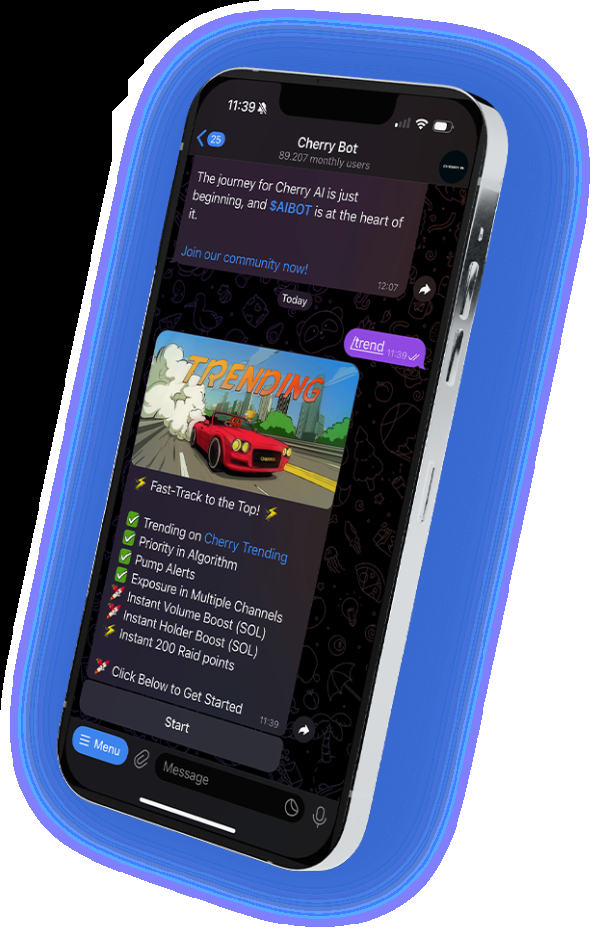 11:39
25
Cherry Bot
89.207 monthly users
The journey for Cherry AI is just
beginning, and $AIBOT is at the heart of
it.
Join our community now!
12:07
Today
/trend 11:39
TRENDING
⚡ Fast-Track to the Top! ⚡
✅ Trending on Cherry Trending
✅ Priority in Algorithm
✅ Pump Alerts
✅ Exposure in Multiple Channels
🚀 Instant Volume Boost (SOL)
🚀 Instant Holder Boost (SOL)
⚡ Instant 200 Raid points
🚀 Click Below to Get Started
11:39
Start
Menu
Message